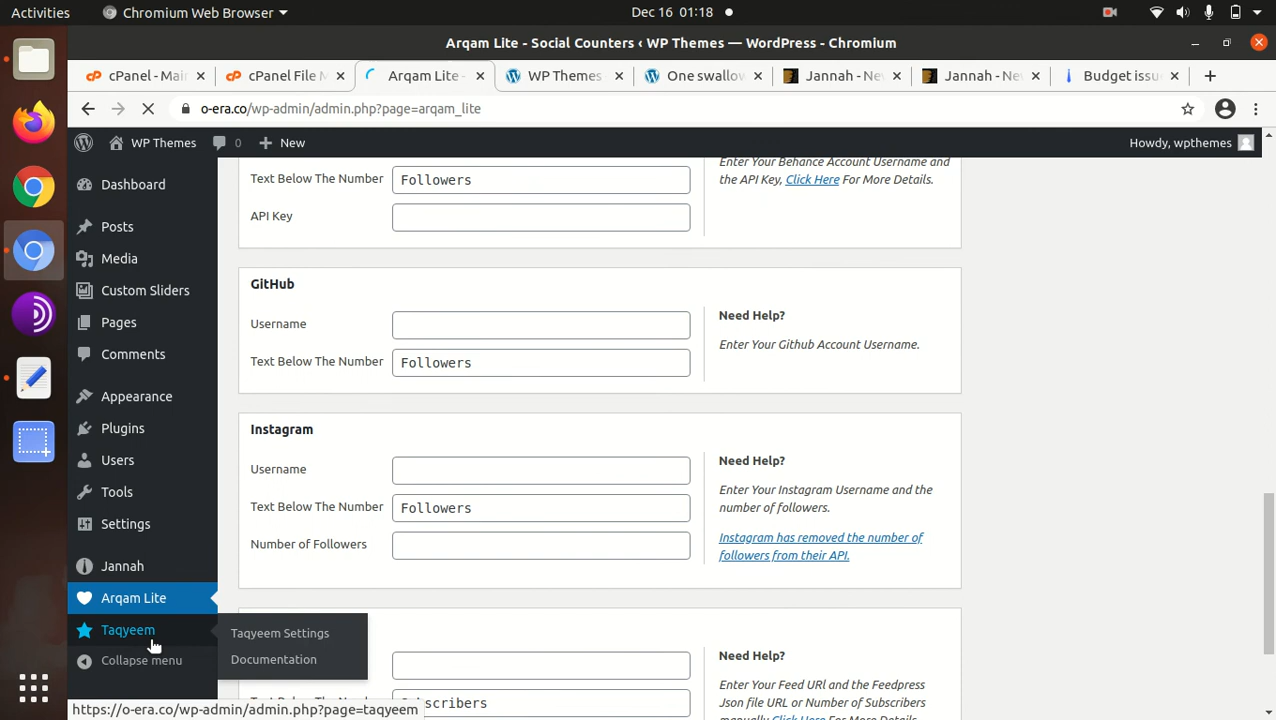 Activities
Chromium Web Browser
Dec 16 01:18
Arqam Lite - Social Counters ‹ WP Themes — WordPress - Chromium
cPanel - Mai
cPanel File M
Arqam Lite -
WP Themes
One swallow
Jannah - Ne
Jannah - Ne
Budget issu
o-era.co/wp-admin/admin.php?page=arqam_lite
WP Themes
0
New
Howdy, wpthemes
Dashboard
Posts
Media
Custom Sliders
Pages
Comments
Appearance
Plugins
Users
Tools
Settings
Jannah
Arqam Lite
Taqyeem
Collapse menu
Taqyeem Settings
Documentation
https://o-era.co/wp-admin/admin.php?page=taqyeem
Text Below The Number
Followers
API Key
Enter Your Behance Account Username and
the API Key, Click Here For More Details.
GitHub
Username
Text Below The Number
Followers
Need Help?
Enter Your Github Account Username.
Instagram
Username
Text Below The Number
Followers
Number of Followers
Need Help?
Enter Your Instagram Username and the
number of followers.
Instagram has removed the number of
followers from their API.
Subscribers
Need Help?
Enter Your Feed URl and the Feedpress
Json file URL or Number of Subscribers
manually Click Here For More Details